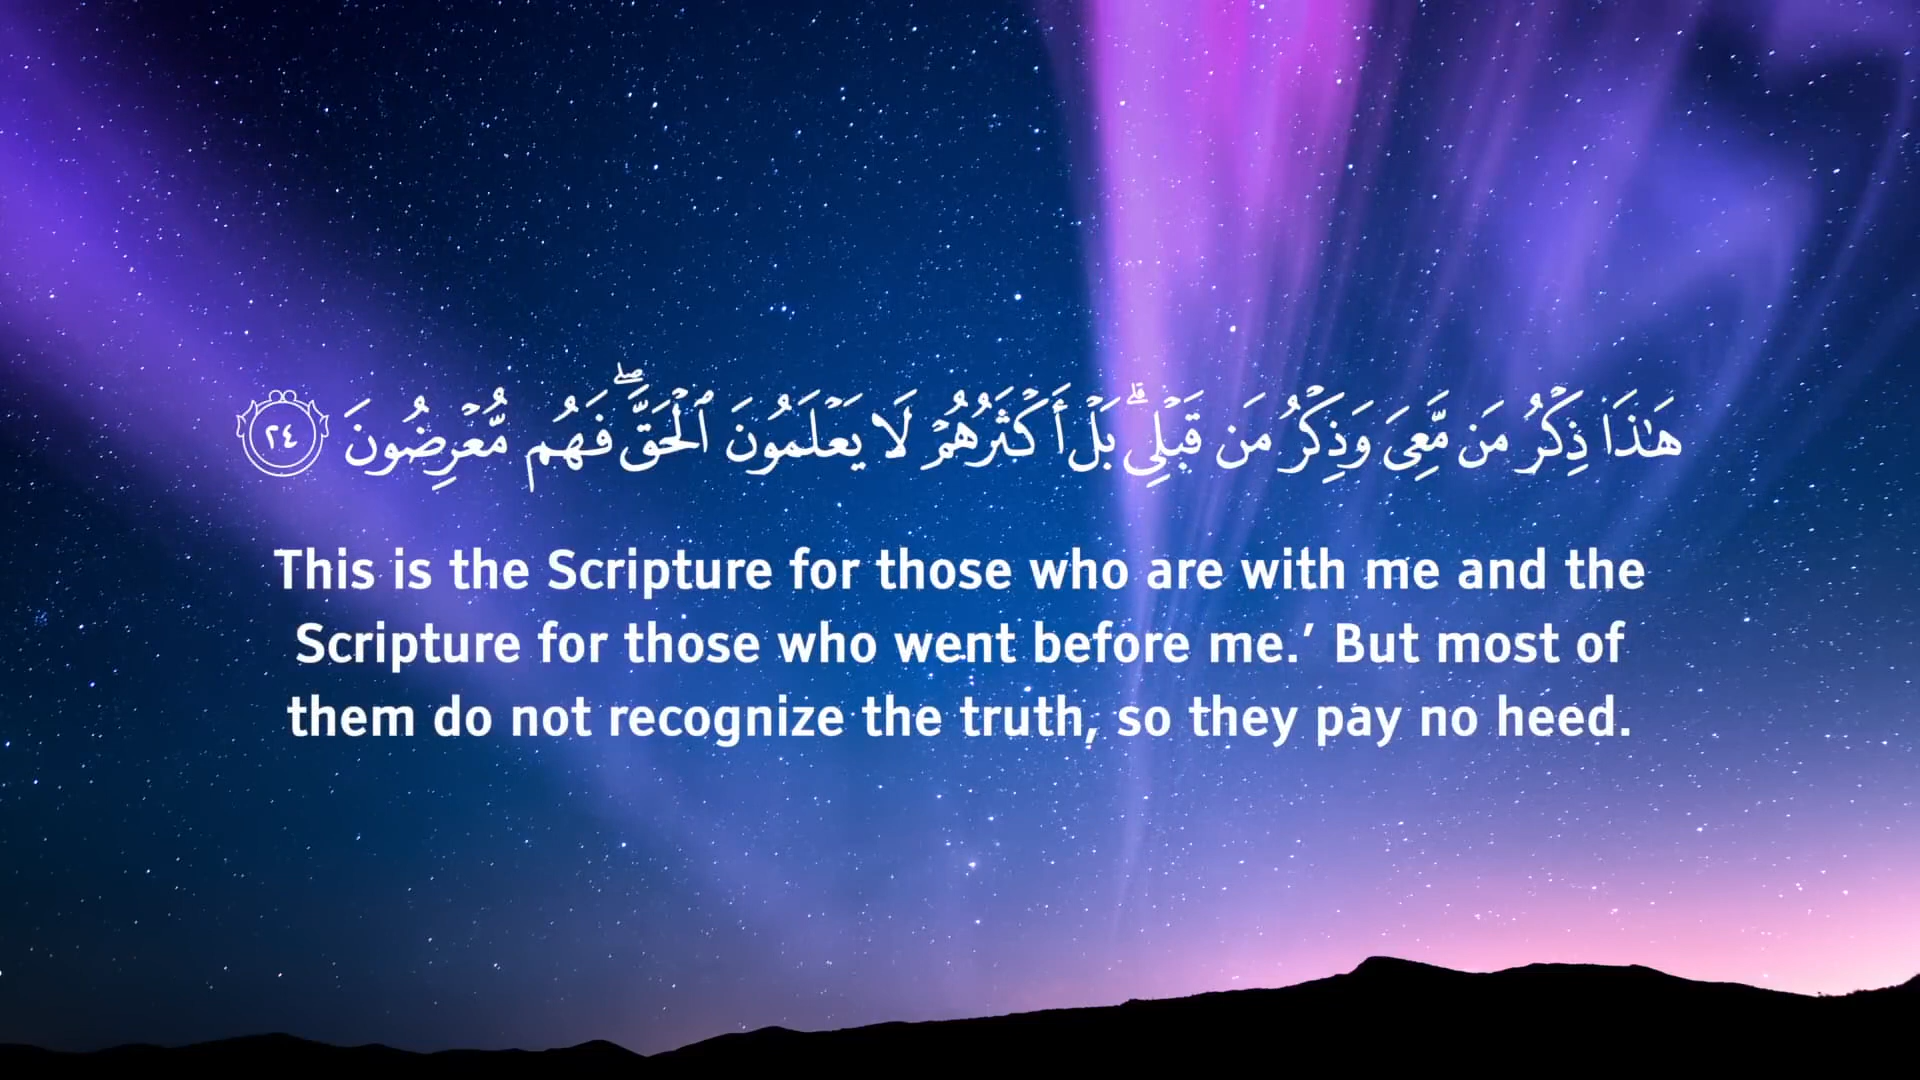 هَـٰذَا ذِكْرُ مَن مَّعِىَ وَذِكْرُ مَن قَبْلِى ۗ بَلْ أَكْثَرُهُمْ لَا يَعْلَمُونَ ٱلْحَقَّ ۖ فَهُم مُّعْرِضُونَ ٢٤
This is the Scripture for those who are with me and the
Scripture for those who went before me.’ But most of
them do not recognize the truth, so they pay no heed.